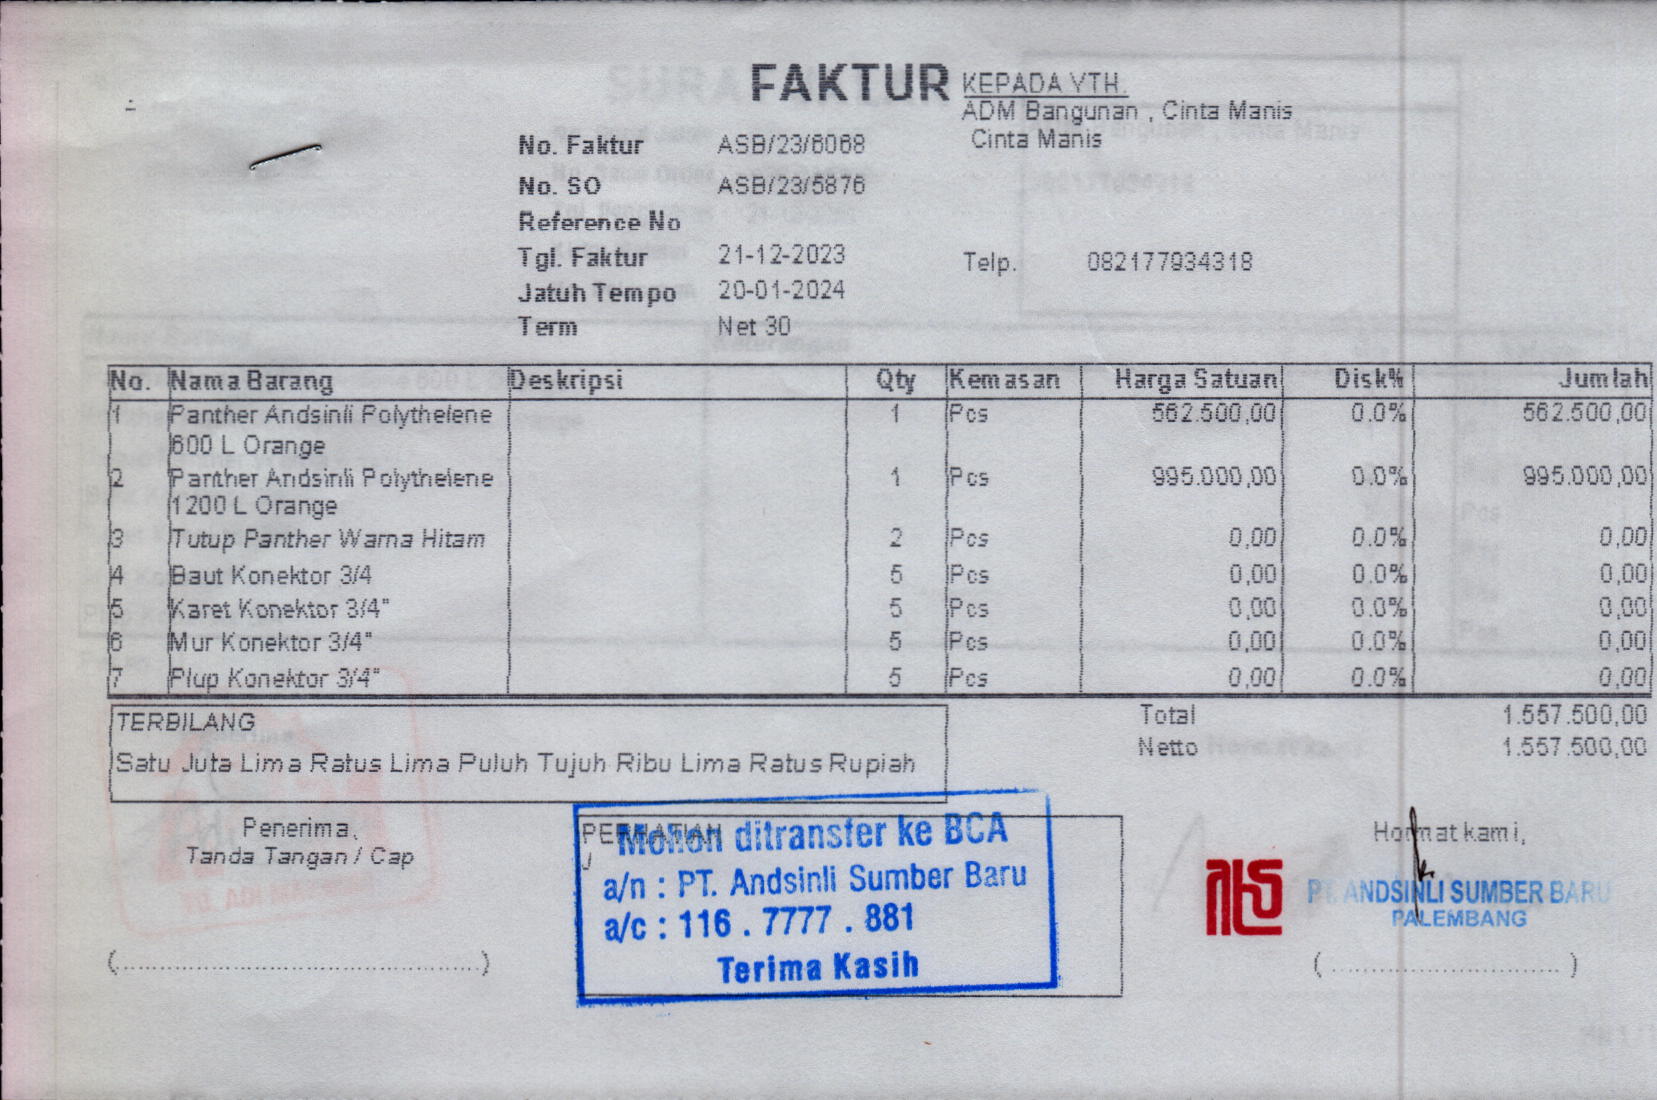 FAKTUR
KEPADA YTH.
ADM Bangunan , Cinta Manis
Cinta Manis
No. Faktur ASB/23/6068
No. SO ASB/23/5876
Reference No
Tgl. Faktur 21-12-2023
Telp. 082177934318
Jatuh Tempo 20-01-2024
Term Net 30
No. Nama Barang Deskripsi Qty Kemasan Harga Satuan Disk% Jumlah
1 Panther Andsinli Polythelene 1 Pcs 562.500,00 0.0% 562.500,00
600 L Orange
2 Panther Andsinli Polythelene 1 Pcs 995.000,00 0.0% 995.000,00
1200 L Orange
3 Tutup Panther Warna Hitam 2 Pcs 0,00 0.0% 0,00
4 Baut Konektor 3/4 5 Pcs 0,00 0.0% 0,00
5 Karet Konektor 3/4" 5 Pcs 0,00 0.0% 0,00
6 Mur Konektor 3/4" 5 Pcs 0,00 0.0% 0,00
7 Plup Konektor 3/4" 5 Pcs 0,00 0.0% 0,00
TERBILANG
Satu Juta Lima Ratus Lima Puluh Tujuh Ribu Lima Ratus Rupiah
Total 1.557.500,00
Netto 1.557.500,00
Penerima,
Tanda Tangan / Cap
(................................................)
PERHATIAN
Mohon ditransfer ke BCA
a/n : PT. Andsinli Sumber Baru
a/c : 116 . 7777 . 881
Terima Kasih
Hormat kami,
PT. ANDSINLI SUMBER BARU
PALEMBANG
( .............................. )